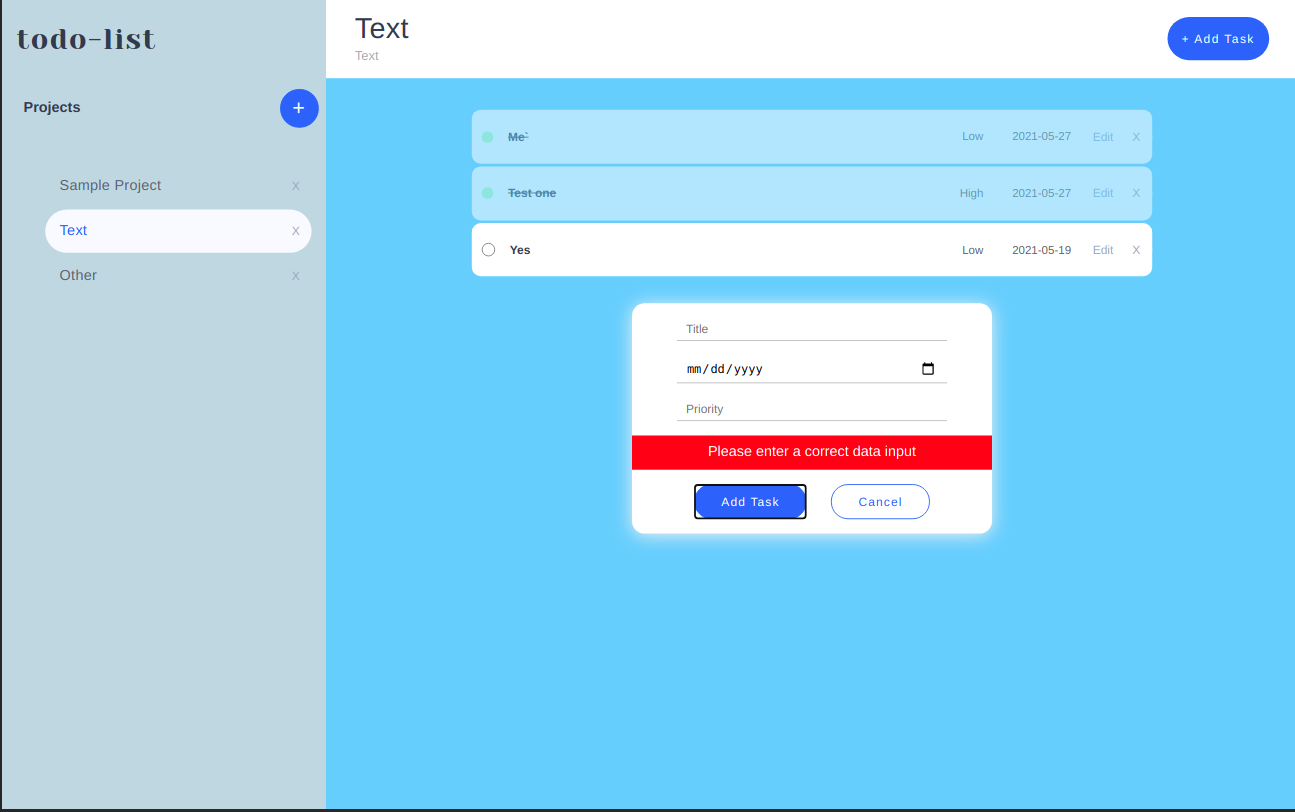 todo-list
Projects +
Sample Project X
Text X
Other X
Text
Text
+ Add Task
Me` Low 2021-05-27 Edit X
Test one High 2021-05-27 Edit X
Yes Low 2021-05-19 Edit X
Title
mm/dd/yyyy
Priority
Please enter a correct data input
Add Task Cancel